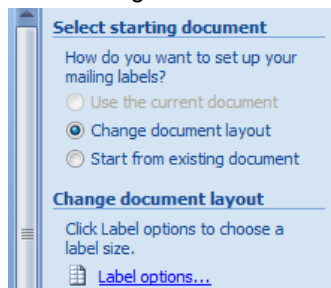 Select starting document
How do you want to set up your
mailing labels?
Use the current document
Change document layout
Start from existing document
Change document layout
Click Label options to choose a
label size.
Label options...